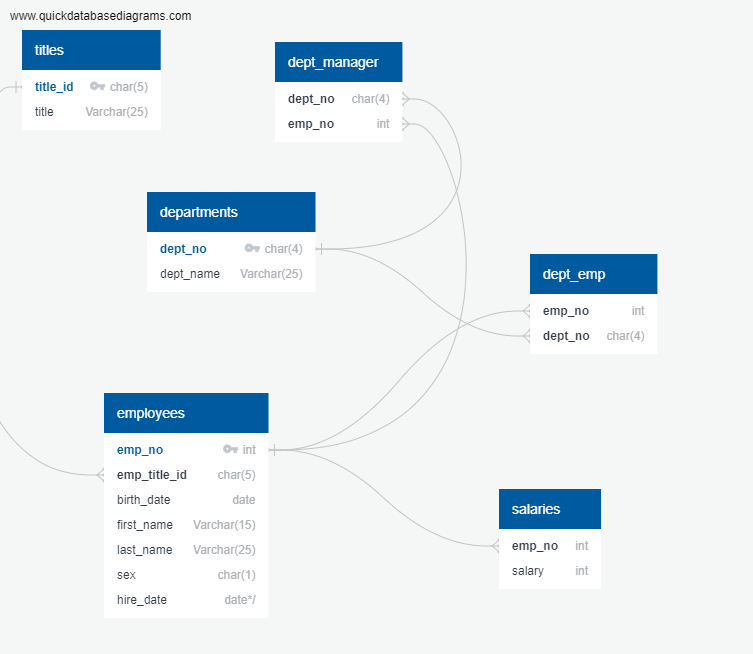 www.quickdatabasediagrams.com
titles
title_id char(5)
title Varchar(25)
dept_manager
dept_no char(4)
emp_no int
departments
dept_no char(4)
dept_name Varchar(25)
dept_emp
emp_no int
dept_no char(4)
employees
emp_no int
emp_title_id char(5)
birth_date date
first_name Varchar(15)
last_name Varchar(25)
sex char(1)
hire_date date*/
salaries
emp_no int
salary int